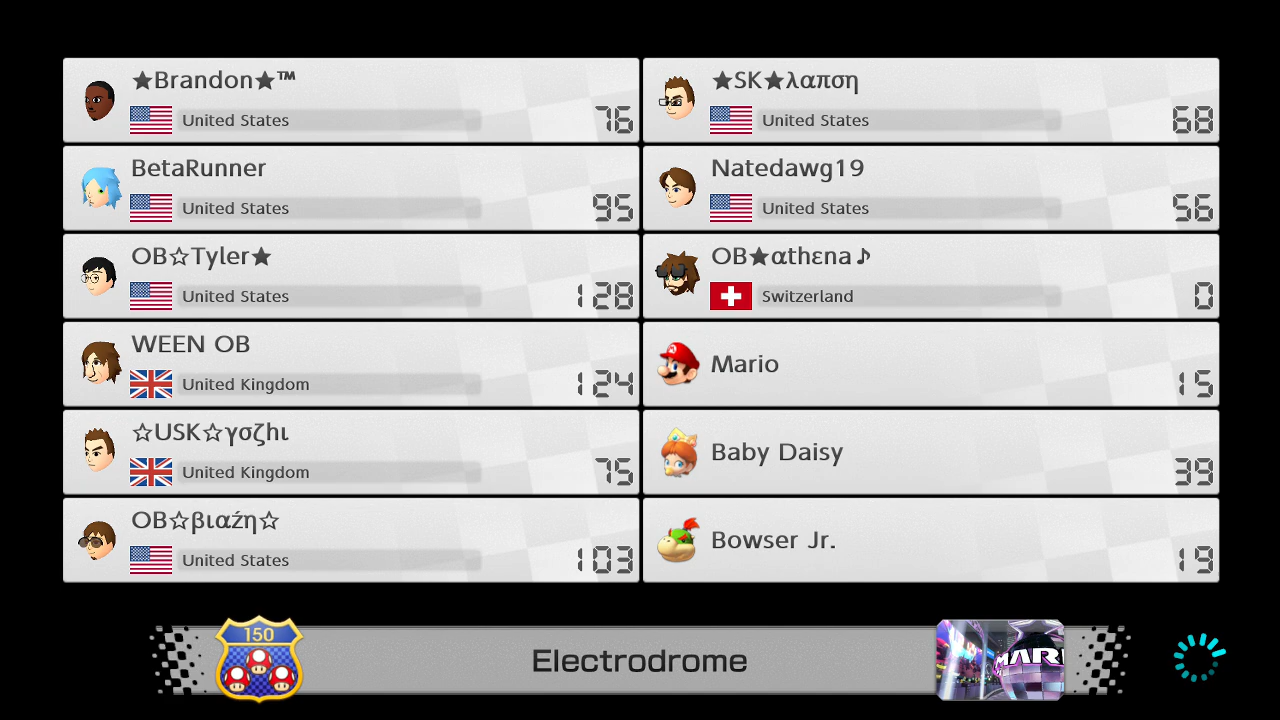 ★Brandon★™
United States
76
BetaRunner
United States
95
OB☆Tyler★
United States
128
WEEN OB
United Kingdom
124
☆USK☆γσζhι
United Kingdom
75
OB☆βιαźη☆
United States
103
★SK★λαπση
United States
68
Natedawg19
United States
56
OB★αthεna♪
Switzerland
0
Mario
15
Baby Daisy
39
Bowser Jr.
19
150
Electrodrome
MARI